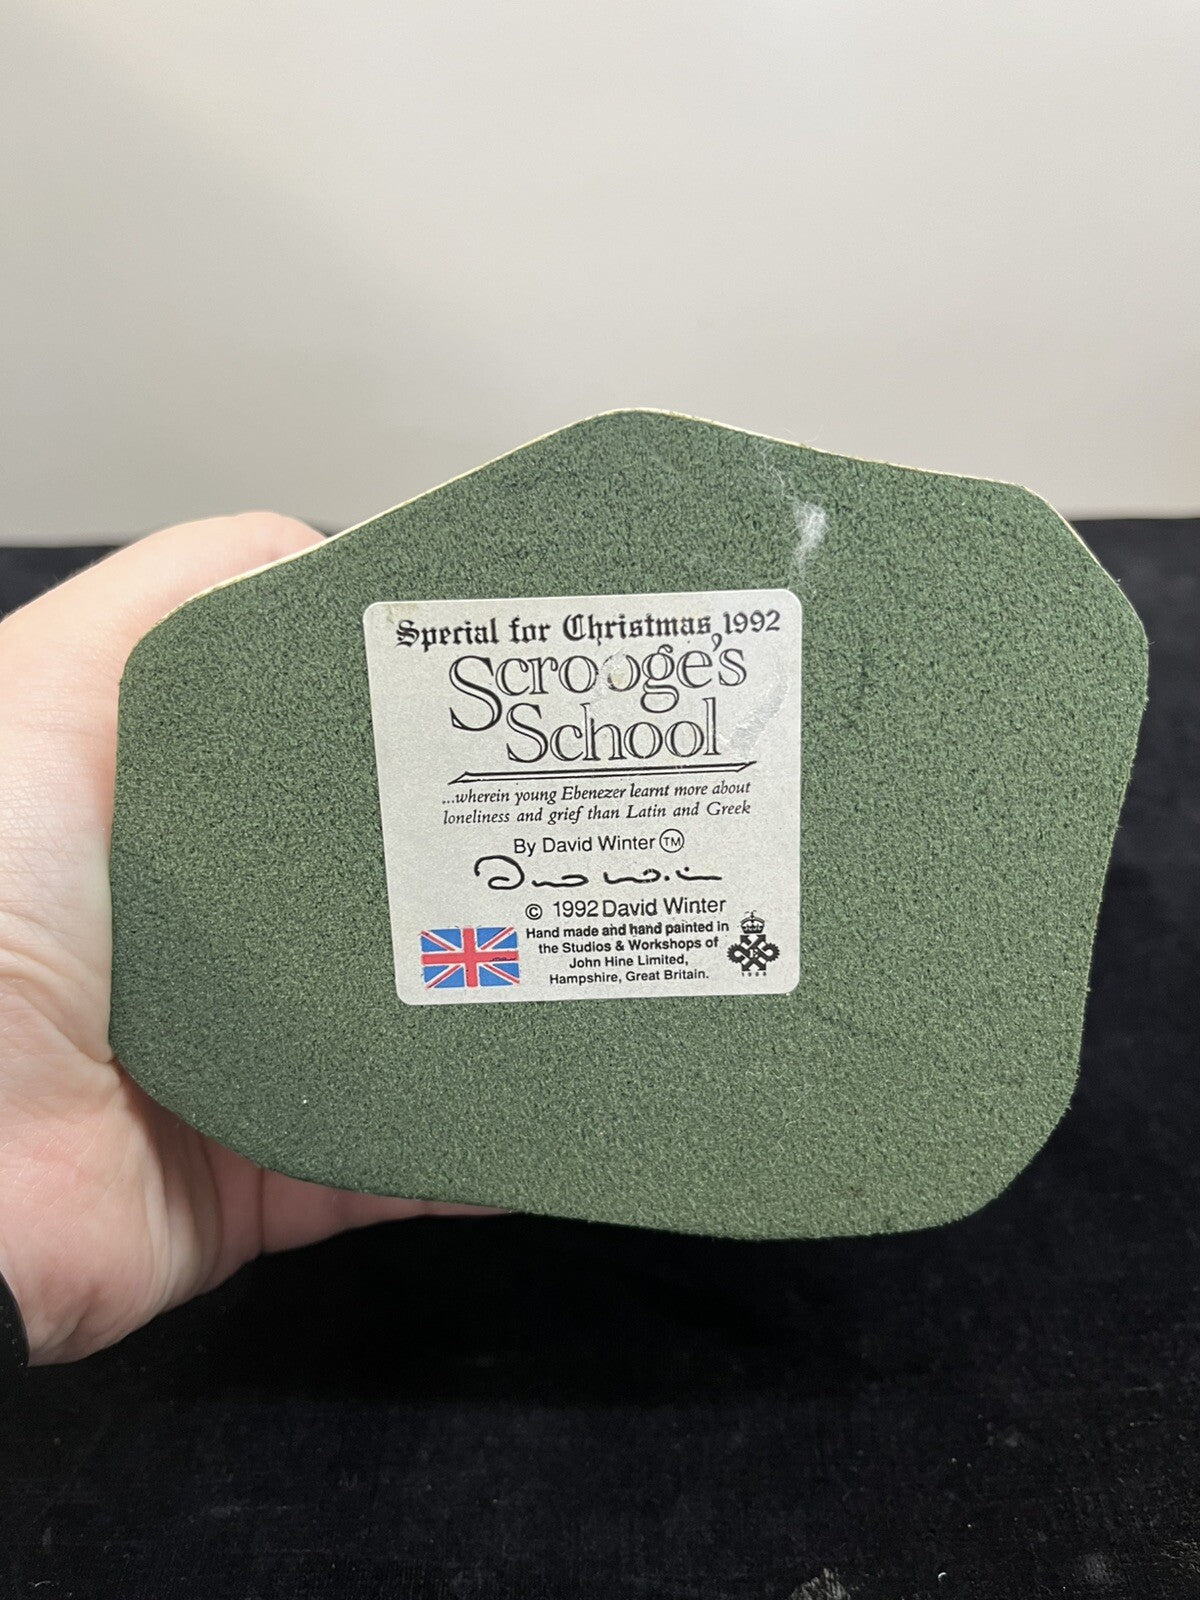 Special for Christmas, 1992
Scrooge's
School
...wherein young Ebenezer learnt more about
loneliness and grief than Latin and Greek
By David Winter TM
© 1992 David Winter
Hand made and hand painted in
the Studios & Workshops of
John Hine Limited,
Hampshire, Great Britain.